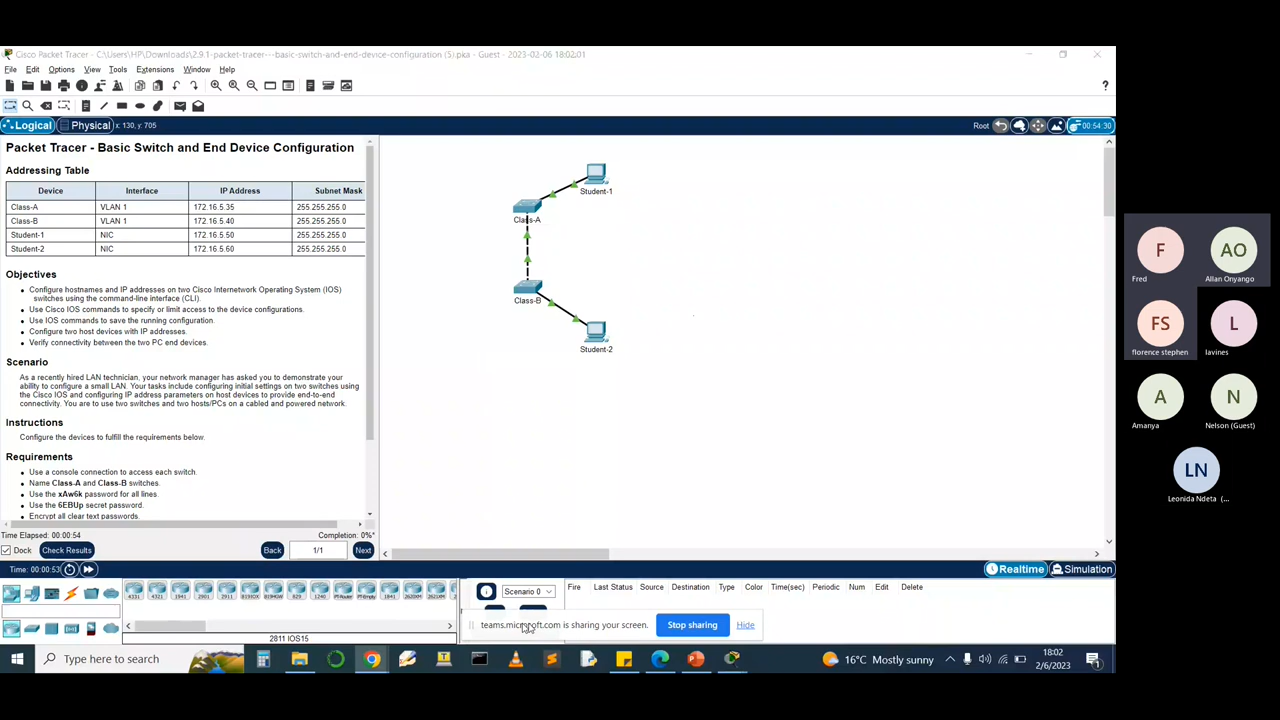 Cisco Packet Tracer - C:\Users\HP\Downloads\2.9.1-packet-tracer---basic-switch-and-end-device-configuration (5).pka - Guest - 2023-02-06 18:02:01
File Edit Options View Tools Extensions Window Help
?
Logical Physical x: 130, y: 705 Root 00:54:30
Packet Tracer - Basic Switch and End Device Configuration
Addressing Table
Device Interface IP Address Subnet Mask
Class-A VLAN 1 172.16.5.35 255.255.255.0
Class-B VLAN 1 172.16.5.40 255.255.255.0
Student-1 NIC 172.16.5.50 255.255.255.0
Student-2 NIC 172.16.5.60 255.255.255.0
Objectives
• Configure hostnames and IP addresses on two Cisco Internetwork Operating System (IOS)
switches using the command-line interface (CLI).
• Use Cisco IOS commands to specify or limit access to the device configurations.
• Use IOS commands to save the running configuration.
• Configure two host devices with IP addresses.
• Verify connectivity between the two PC end devices.
Scenario
As a recently hired LAN technician, your network manager has asked you to demonstrate your
ability to configure a small LAN. Your tasks include configuring initial settings on two switches using
the Cisco IOS and configuring IP address parameters on host devices to provide end-to-end
connectivity. You are to use two switches and two hosts/PCs on a cabled and powered network.
Instructions
Configure the devices to fulfill the requirements below.
Requirements
• Use a console connection to access each switch.
• Name Class-A and Class-B switches.
• Use the xAw6k password for all lines.
• Use the 6EBUp secret password.
• Encrypt all clear text passwords.
Time Elapsed: 00:00:54 Completion: 0%
Dock Check Results Back 1/1 Next
Student-1
Class-A
Class-B
Student-2
Time: 00:00:53 Realtime Simulation
4331 4321 1941 2901 2911 819IOX 819HGW 829 1240 PT-Router PT-Empty 1841 2620XM 2621XM
2811 IOS15
Scenario 0
Fire Last Status Source Destination Type Color Time(sec) Periodic Num Edit Delete
teams.microsoft.com is sharing your screen. Stop sharing Hide
Type here to search
16°C Mostly sunny
18:02
2/6/2023
1
F AO
Fred Allan Onyango
FS L
florence stephen lavines
A N
Amanya Nelson (Guest)
LN
Leonida Ndeta (...